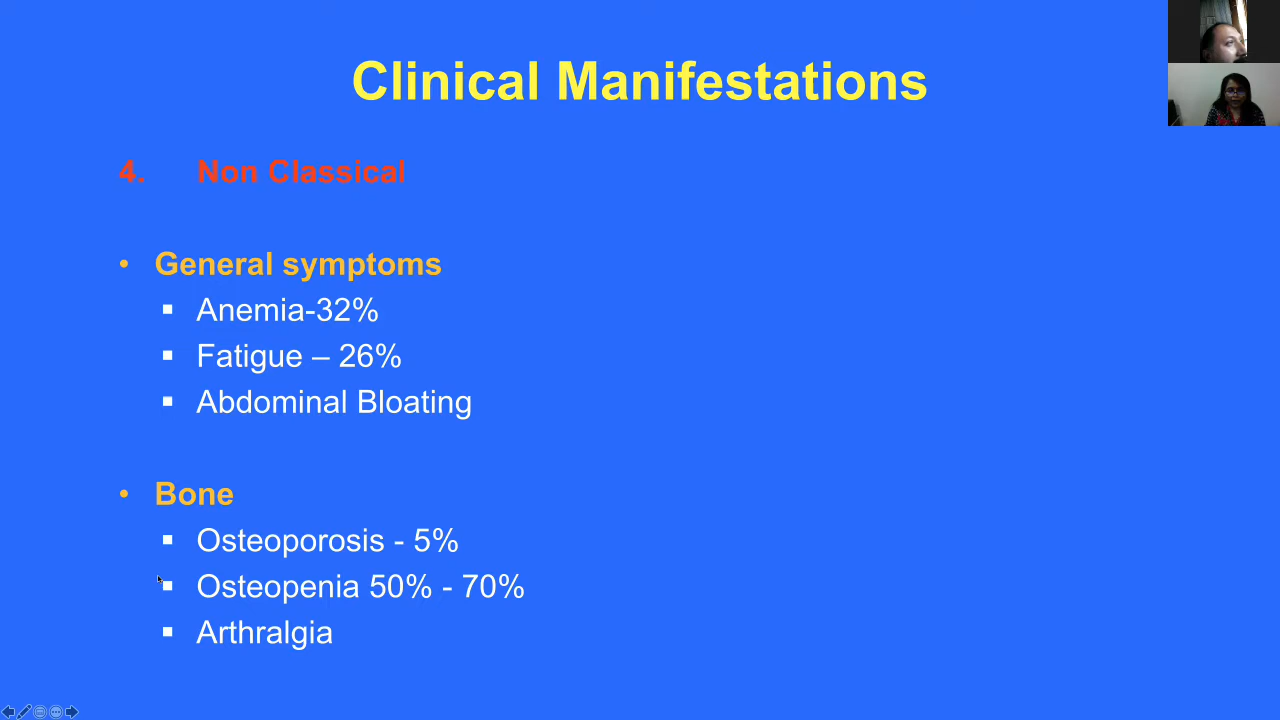 Clinical Manifestations
4. Non Classical
• General symptoms
▪ Anemia-32%
▪ Fatigue – 26%
▪ Abdominal Bloating
• Bone
▪ Osteoporosis - 5%
▪ Osteopenia 50% - 70%
▪ Arthralgia